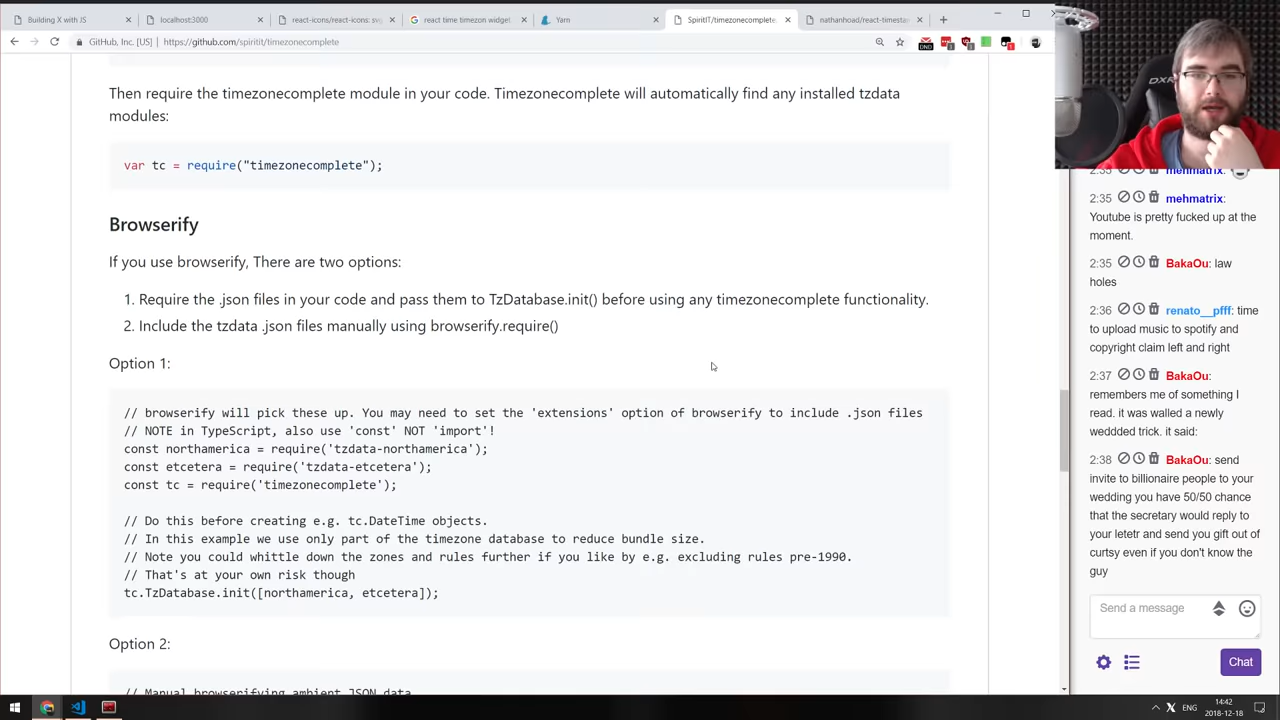 Building X with JS
localhost:3000
react-icons/react-icons: svg
react time timezon widget
Yarn
SpiritIT/timezonecomplete
nathanhoad/react-timestam
GitHub, Inc. [US] | https://github.com/spiritit/timezonecomplete
DND
Then require the timezonecomplete module in your code. Timezonecomplete will automatically find any installed tzdata
modules:
var tc = require("timezonecomplete");
Browserify
If you use browserify, There are two options:
1. Require the .json files in your code and pass them to TzDatabase.init() before using any timezonecomplete functionality.
2. Include the tzdata .json files manually using browserify.require()
Option 1:
// browserify will pick these up. You may need to set the 'extensions' option of browserify to include .json files
// NOTE in TypeScript, also use 'const' NOT 'import'!
const northamerica = require('tzdata-northamerica');
const etcetera = require('tzdata-etcetera');
const tc = require('timezonecomplete');
// Do this before creating e.g. tc.DateTime objects.
// In this example we use only part of the timezone database to reduce bundle size.
// Note you could whittle down the zones and rules further if you like by e.g. excluding rules pre-1990.
// That's at your own risk though
tc.TzDatabase.init([northamerica, etcetera]);
Option 2:
// Manual browserifying ambient JSON data
DXR
2:35 mehmatrix:
2:35 mehmatrix:
Youtube is pretty fucked up at the
moment.
2:35 BakaOu: law
holes
2:36 renato__pfff: time
to upload music to spotify and
copyright claim left and right
2:37 BakaOu:
remembers me of something I
read. it was walled a newly
weddded trick. it said:
2:38 BakaOu: send
invite to billionaire people to your
wedding you have 50/50 chance
that the secretary would reply to
your letetr and send you gift out of
curtsy even if you don't know the
guy
Send a message
Chat
ENG
14:42
2018-12-18